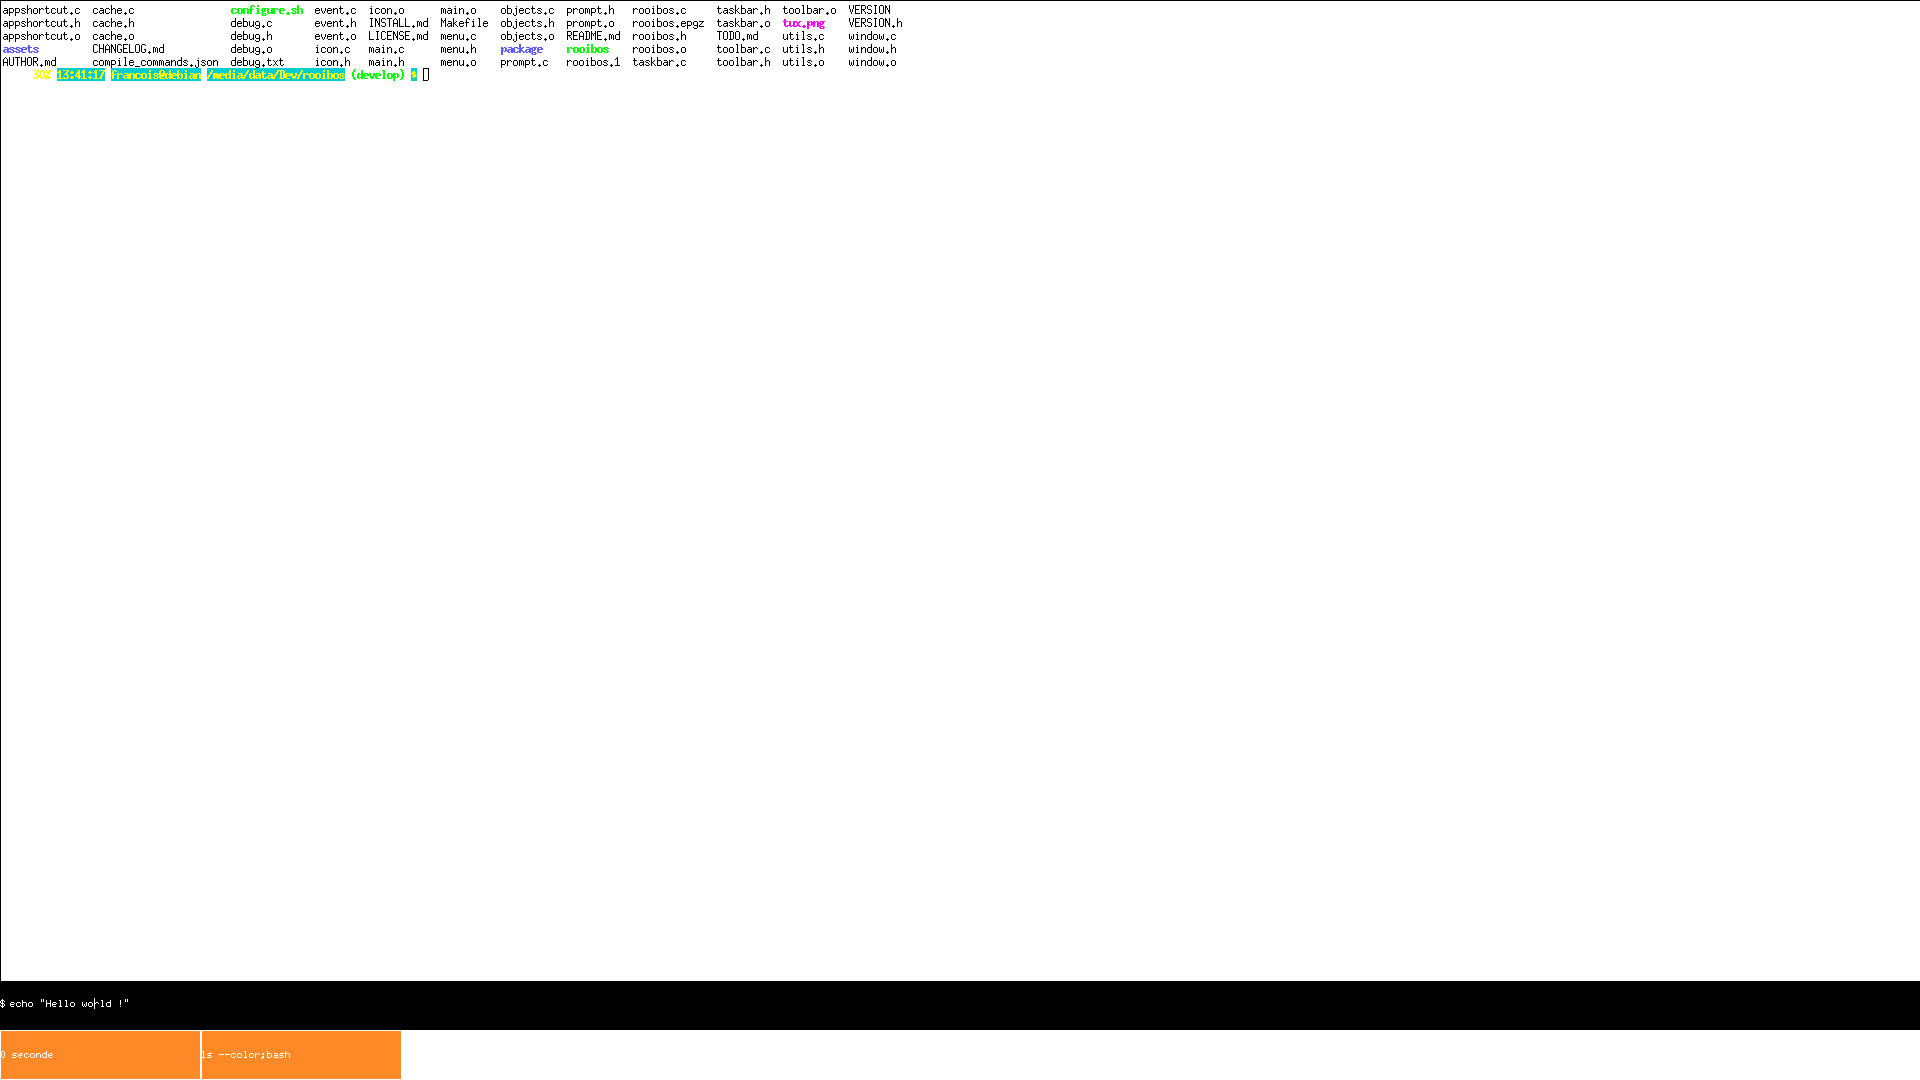 appshortcut.c cache.c configure.sh event.c icon.o main.o objects.c prompt.h rooibos.c taskbar.h toolbar.o VERSION
appshortcut.h cache.h debug.c event.h INSTALL.md Makefile objects.h prompt.o rooibos.epgz taskbar.o tux.png VERSION.h
appshortcut.o cache.o debug.h event.o LICENSE.md menu.c objects.o README.md rooibos.h TODO.md utils.c window.c
assets CHANGELOG.md debug.o icon.c main.c menu.h package rooibos rooibos.o toolbar.c utils.h window.h
AUTHOR.md compile_commands.json debug.txt icon.h main.h menu.o prompt.c rooibos.1 taskbar.c toolbar.h utils.o window.o
30% 13:41:17 francois@debian /media/data/Dev/rooibos (develop) $
$ echo "Hello world !"
0 seconde ls --color;bash